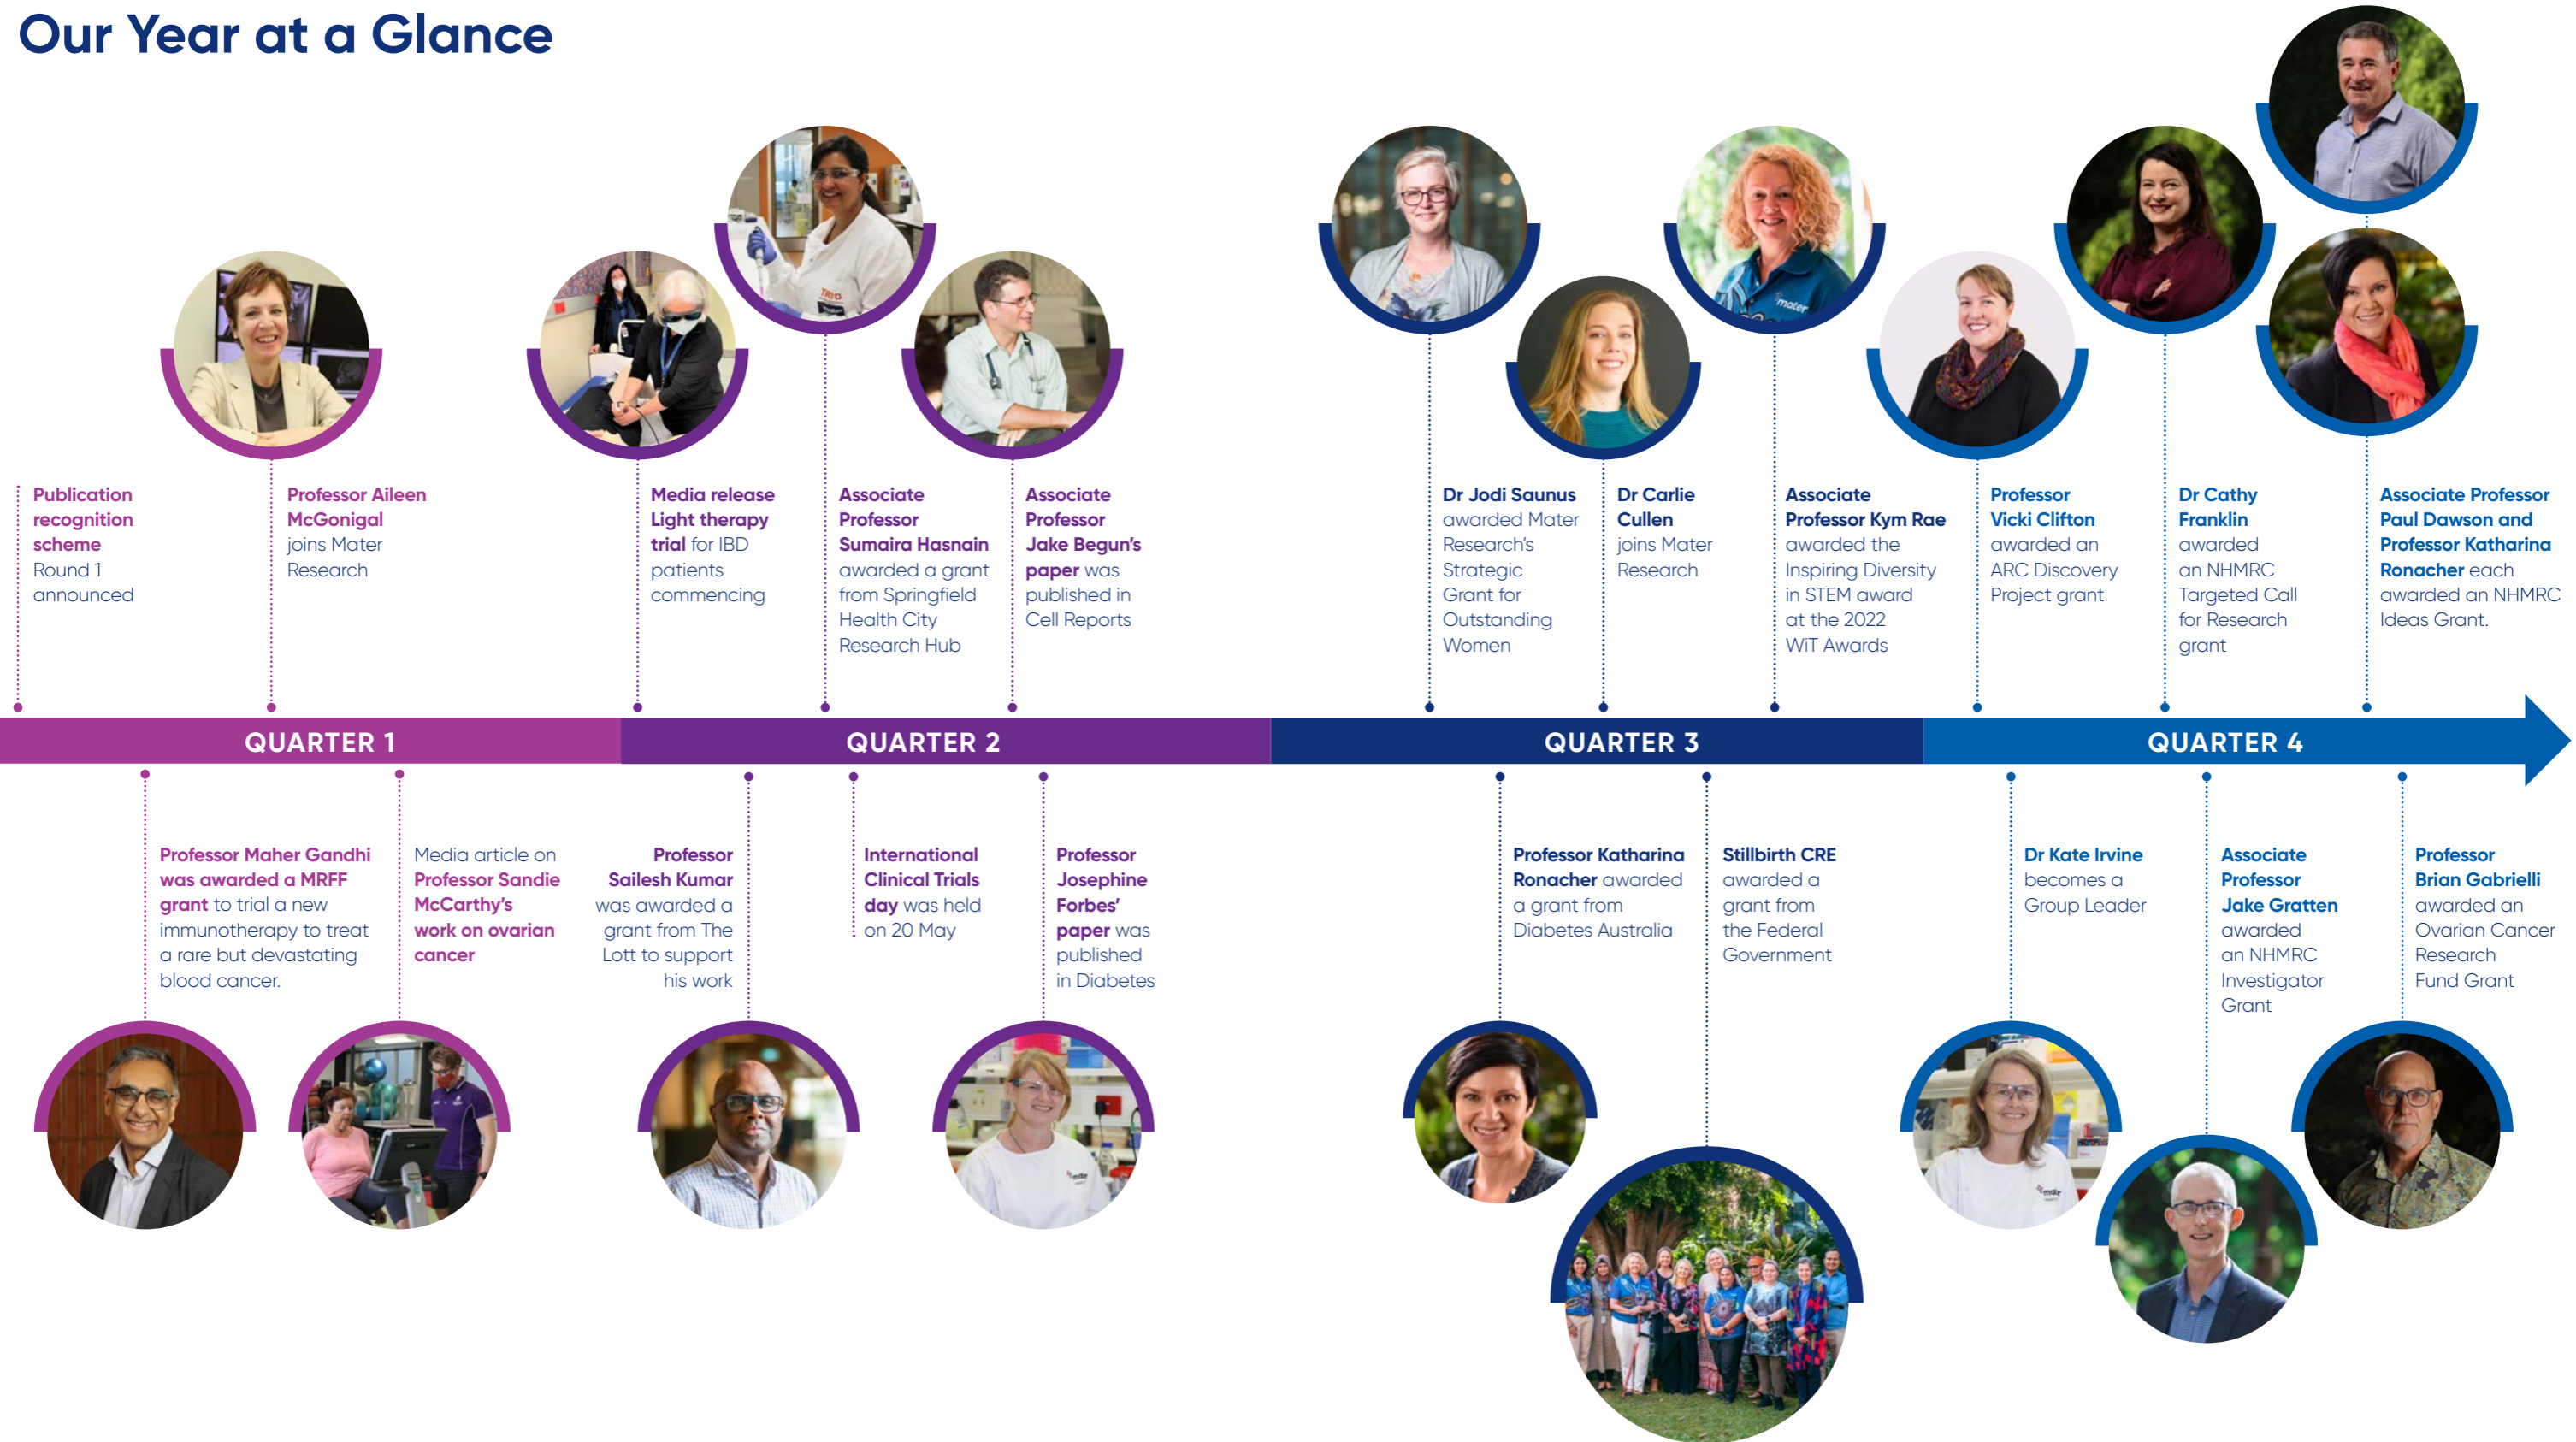 Our Year at a Glance
Publication
recognition
scheme
Round 1
announced
Professor Aileen
McGonigal
joins Mater
Research
Media release
Light therapy
trial for IBD
patients
commencing
Associate
Professor
Sumaira Hasnain
awarded a grant
from Springfield
Health City
Research Hub
Associate
Professor
Jake Begun's
paper was
published in
Cell Reports
Dr Jodi Saunus
awarded Mater
Research's
Strategic
Grant for
Outstanding
Women
Dr Carlie
Cullen
joins Mater
Research
Associate
Professor Kym Rae
awarded the
Inspiring Diversity
in STEM award
at the 2022
WiT Awards
Professor
Vicki Clifton
awarded an
ARC Discovery
Project grant
Dr Cathy
Franklin
awarded
an NHMRC
Targeted Call
for Research
grant
Associate Professor
Paul Dawson and
Professor Katharina
Ronacher each
awarded an NHMRC
Ideas Grant.
QUARTER 1
QUARTER 2
QUARTER 3
QUARTER 4
Professor Maher Gandhi
was awarded a MRFF
grant to trial a new
immunotherapy to treat
a rare but devastating
blood cancer.
Media article on
Professor Sandie
McCarthy's
work on ovarian
cancer
Professor
Sailesh Kumar
was awarded a
grant from The
Lott to support
his work
International
Clinical Trials
day was held
on 20 May
Professor
Josephine
Forbes'
paper was
published
in Diabetes
Professor Katharina
Ronacher awarded
a grant from
Diabetes Australia
Stillbirth CRE
awarded a
grant from
the Federal
Government
Dr Kate Irvine
becomes a
Group Leader
Associate
Professor
Jake Gratten
awarded
an NHMRC
Investigator
Grant
Professor
Brian Gabrielli
awarded an
Ovarian Cancer
Research
Fund Grant
TRI
mater
mater
mater